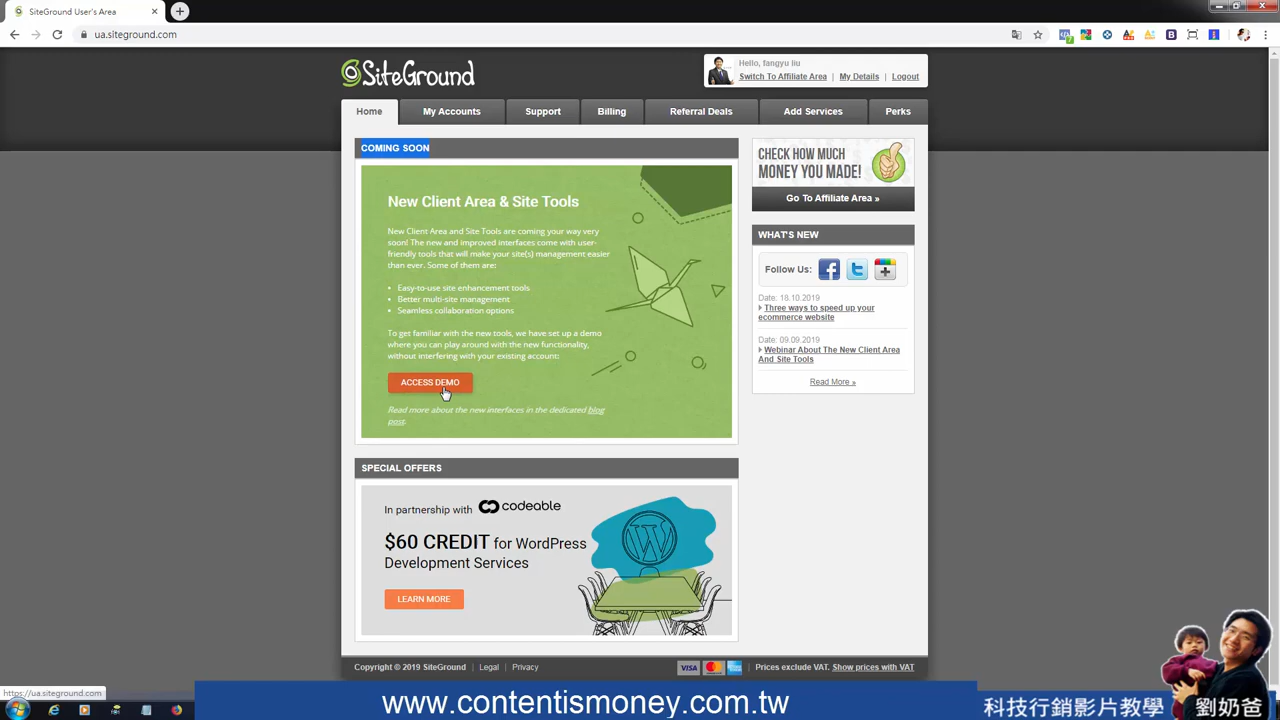 SiteGround User's Area
ua.siteground.com
7
SiteGround
Hello, fangyu liu
Switch To Affiliate Area | My Details | Logout
Home
My Accounts
Support
Billing
Referral Deals
Add Services
Perks
COMING SOON
New Client Area & Site Tools
New Client Area and Site Tools are coming your way very
soon! The new and improved interfaces come with user-
friendly tools that will make your site(s) management easier
than ever. Some of them are:
• Easy-to-use site enhancement tools
• Better multi-site management
• Seamless collaboration options
To get familiar with the new tools, we have set up a demo
where you can play around with the new functionality,
without interfering with your existing account:
ACCESS DEMO
Read more about the new interfaces in the dedicated blog
post.
CHECK HOW MUCH
MONEY YOU MADE!
Go To Affiliate Area »
WHAT'S NEW
Follow Us:
Date: 18.10.2019
Three ways to speed up your
ecommerce website
Date: 09.09.2019
Webinar About The New Client Area
And Site Tools
Read More »
SPECIAL OFFERS
In partnership with codeable
$60 CREDIT for WordPress
Development Services
LEARN MORE
Copyright © 2019 SiteGround | Legal | Privacy
VISA
| Prices exclude VAT. Show prices with VAT
https://ua.siteground.com
www.contentismoney.com.tw
科技行銷影片教學
劉奶爸